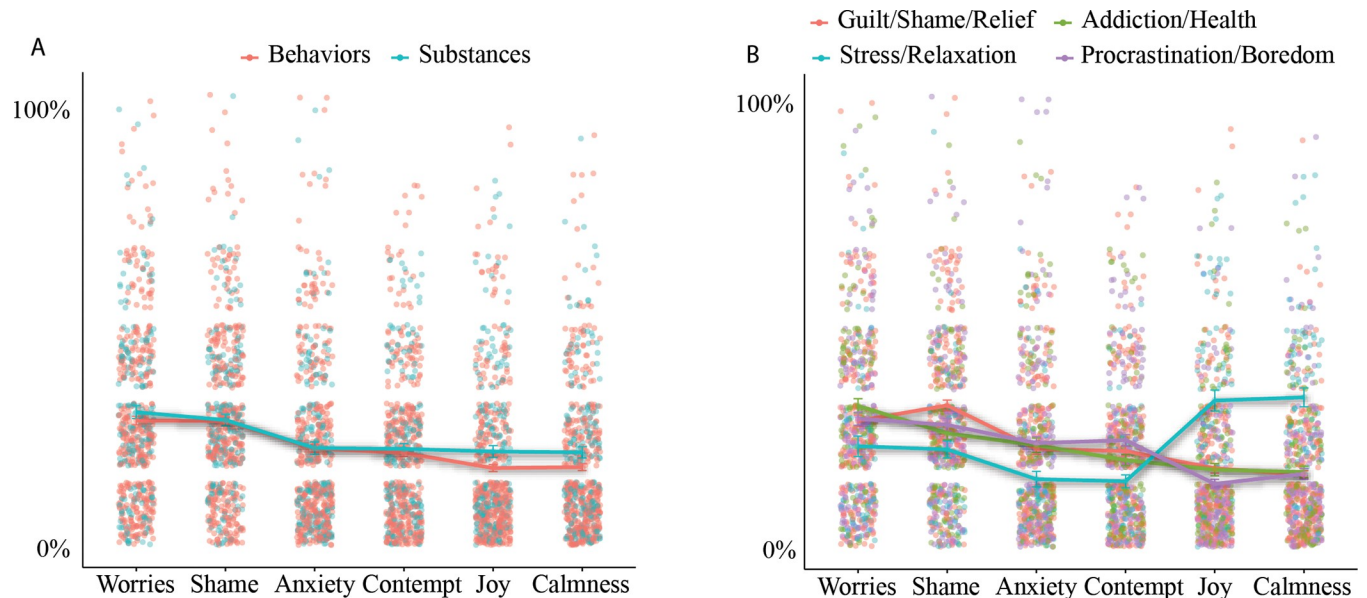 A
Behaviors Substances
100%
0%
Worries Shame Anxiety Contempt Joy Calmness
B
Guilt/Shame/Relief Addiction/Health
Stress/Relaxation Procrastination/Boredom
100%
0%
Worries Shame Anxiety Contempt Joy Calmness